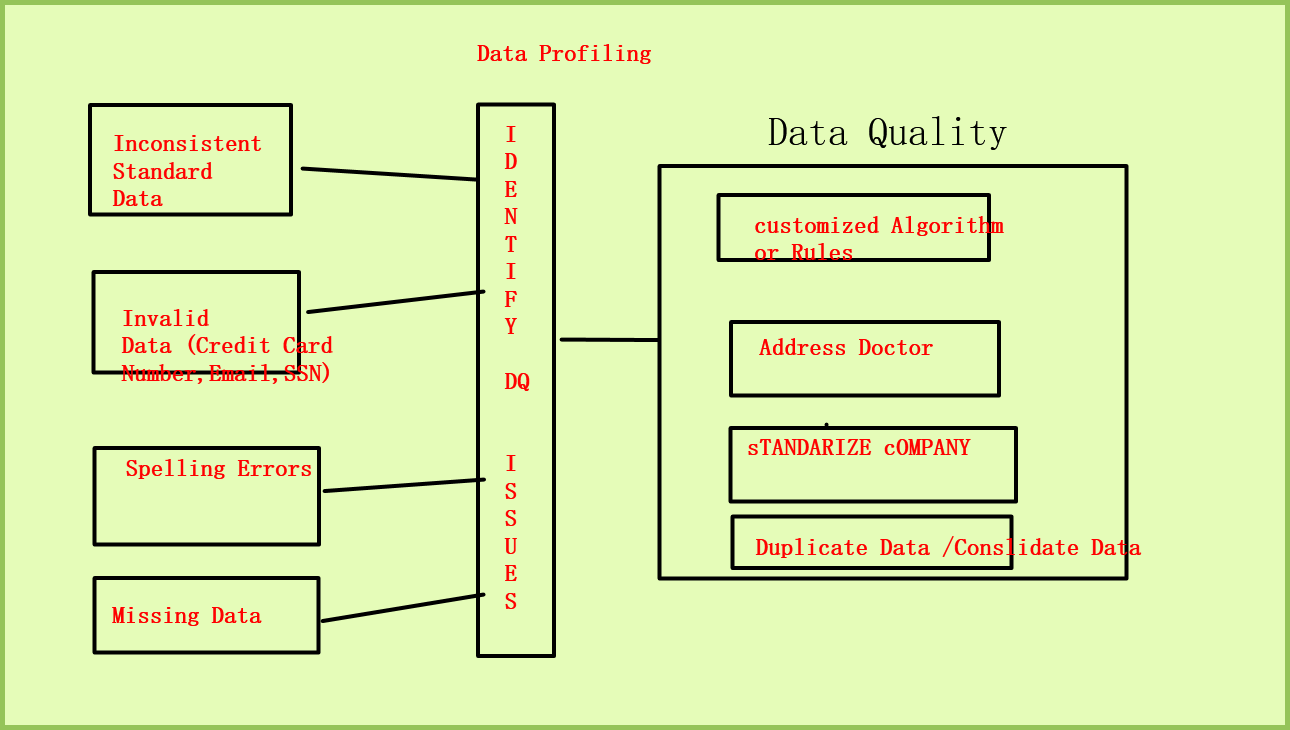 Data Profiling
Inconsistent
Standard
Data
Invalid
Data (Credit Card
Number,Email,SSN)
Spelling Errors
Missing Data
I
D
E
N
T
I
F
Y
DQ
I
S
S
U
E
S
Data Quality
customized Algorithm
or Rules
Address Doctor
sTANDARIZE cOMPANY
Duplicate Data /Conslidate Data